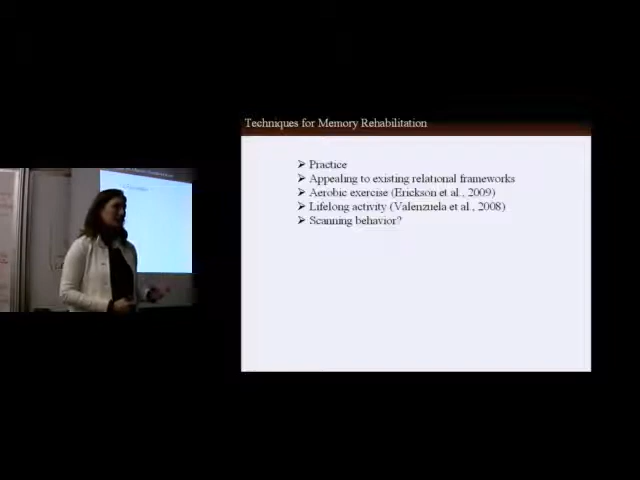 Techniques for Memory Rehabilitation
➢ Practice
➢ Appealing to existing relational frameworks
➢ Aerobic exercise (Erickson et al., 2009)
➢ Lifelong activity (Valenzuela et al., 2008)
➢ Scanning behavior?